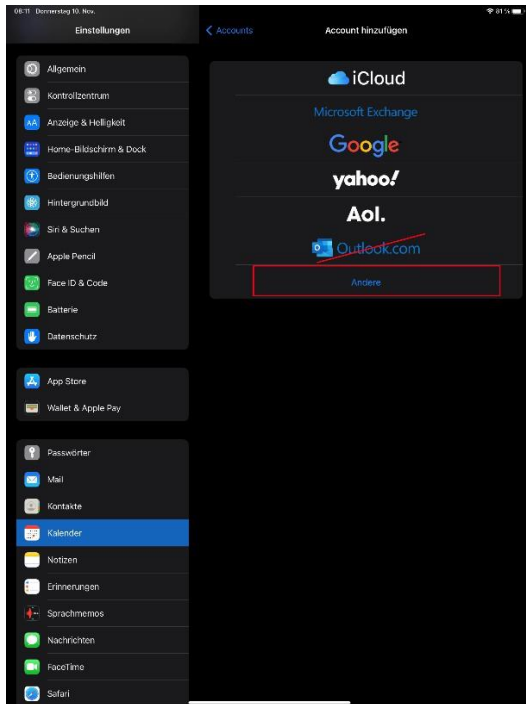 08:11 Donnerstag 10. Nov.
81 %
Einstellungen
Allgemein
Kontrollzentrum
Anzeige & Helligkeit
Home-Bildschirm & Dock
Bedienungshilfen
Hintergrundbild
Siri & Suchen
Apple Pencil
Face ID & Code
Batterie
Datenschutz
App Store
Wallet & Apple Pay
Passwörter
Mail
Kontakte
Kalender
Notizen
Erinnerungen
Sprachmemos
Nachrichten
FaceTime
Safari
Accounts
Account hinzufügen
iCloud
Microsoft Exchange
Google
yahoo!
Aol.
Outlook.com
Andere